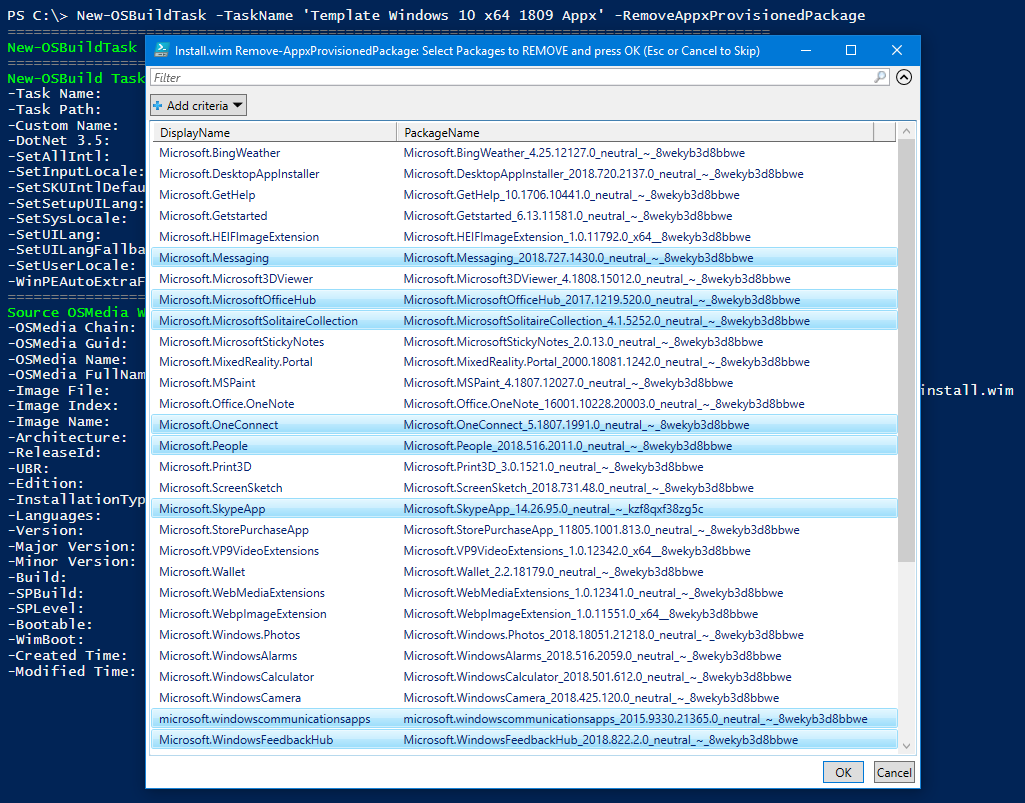 PS C:\> New-OSBuildTask -TaskName 'Template Windows 10 x64 1809 Appx' -RemoveAppxProvisionedPackage
New-OSBuildTask
New-OSBuild Task
-Task Name:
-Task Path:
-Custom Name:
-DotNet 3.5:
-SetAllIntl:
-SetInputLocale:
-SetSKUIntlDefau
-SetSetupUILang:
-SetSysLocale:
-SetUILang:
-SetUILangFallba
-SetUserLocale:
-WinPEAutoExtraF
Source OSMedia W
-OSMedia Chain:
-OSMedia Guid:
-OSMedia Name:
-OSMedia FullNam
-Image File: install.wim
-Image Index:
-Image Name:
-Architecture:
-ReleaseId:
-UBR:
-Edition:
-InstallationTyp
-Languages:
-Version:
-Major Version:
-Minor Version:
-Build:
-SPBuild:
-SPLevel:
-Bootable:
-WimBoot:
-Created Time:
-Modified Time:
Install.wim Remove-AppxProvisionedPackage: Select Packages to REMOVE and press OK (Esc or Cancel to Skip)
Filter
Add criteria
DisplayName PackageName
Microsoft.BingWeather Microsoft.BingWeather_4.25.12127.0_neutral_~_8wekyb3d8bbwe
Microsoft.DesktopAppInstaller Microsoft.DesktopAppInstaller_2018.720.2137.0_neutral_~_8wekyb3d8bbwe
Microsoft.GetHelp Microsoft.GetHelp_10.1706.10441.0_neutral_~_8wekyb3d8bbwe
Microsoft.Getstarted Microsoft.Getstarted_6.13.11581.0_neutral_~_8wekyb3d8bbwe
Microsoft.HEIFImageExtension Microsoft.HEIFImageExtension_1.0.11792.0_x64__8wekyb3d8bbwe
Microsoft.Messaging Microsoft.Messaging_2018.727.1430.0_neutral_~_8wekyb3d8bbwe
Microsoft.Microsoft3DViewer Microsoft.Microsoft3DViewer_4.1808.15012.0_neutral_~_8wekyb3d8bbwe
Microsoft.MicrosoftOfficeHub Microsoft.MicrosoftOfficeHub_2017.1219.520.0_neutral_~_8wekyb3d8bbwe
Microsoft.MicrosoftSolitaireCollection Microsoft.MicrosoftSolitaireCollection_4.1.5252.0_neutral_~_8wekyb3d8bbwe
Microsoft.MicrosoftStickyNotes Microsoft.MicrosoftStickyNotes_2.0.13.0_neutral_~_8wekyb3d8bbwe
Microsoft.MixedReality.Portal Microsoft.MixedReality.Portal_2000.18081.1242.0_neutral_~_8wekyb3d8bbwe
Microsoft.MSPaint Microsoft.MSPaint_4.1807.12027.0_neutral_~_8wekyb3d8bbwe
Microsoft.Office.OneNote Microsoft.Office.OneNote_16001.10228.20003.0_neutral_~_8wekyb3d8bbwe
Microsoft.OneConnect Microsoft.OneConnect_5.1807.1991.0_neutral_~_8wekyb3d8bbwe
Microsoft.People Microsoft.People_2018.516.2011.0_neutral_~_8wekyb3d8bbwe
Microsoft.Print3D Microsoft.Print3D_3.0.1521.0_neutral_~_8wekyb3d8bbwe
Microsoft.ScreenSketch Microsoft.ScreenSketch_2018.731.48.0_neutral_~_8wekyb3d8bbwe
Microsoft.SkypeApp Microsoft.SkypeApp_14.26.95.0_neutral_~_kzf8qxf38zg5c
Microsoft.StorePurchaseApp Microsoft.StorePurchaseApp_11805.1001.813.0_neutral_~_8wekyb3d8bbwe
Microsoft.VP9VideoExtensions Microsoft.VP9VideoExtensions_1.0.12342.0_x64__8wekyb3d8bbwe
Microsoft.Wallet Microsoft.Wallet_2.2.18179.0_neutral_~_8wekyb3d8bbwe
Microsoft.WebMediaExtensions Microsoft.WebMediaExtensions_1.0.12341.0_neutral_~_8wekyb3d8bbwe
Microsoft.WebpImageExtension Microsoft.WebpImageExtension_1.0.11551.0_x64__8wekyb3d8bbwe
Microsoft.Windows.Photos Microsoft.Windows.Photos_2018.18051.21218.0_neutral_~_8wekyb3d8bbwe
Microsoft.WindowsAlarms Microsoft.WindowsAlarms_2018.516.2059.0_neutral_~_8wekyb3d8bbwe
Microsoft.WindowsCalculator Microsoft.WindowsCalculator_2018.501.612.0_neutral_~_8wekyb3d8bbwe
Microsoft.WindowsCamera Microsoft.WindowsCamera_2018.425.120.0_neutral_~_8wekyb3d8bbwe
microsoft.windowscommunicationsapps microsoft.windowscommunicationsapps_2015.9330.21365.0_neutral_~_8wekyb3d8bbwe
Microsoft.WindowsFeedbackHub Microsoft.WindowsFeedbackHub_2018.822.2.0_neutral_~_8wekyb3d8bbwe
OK Cancel